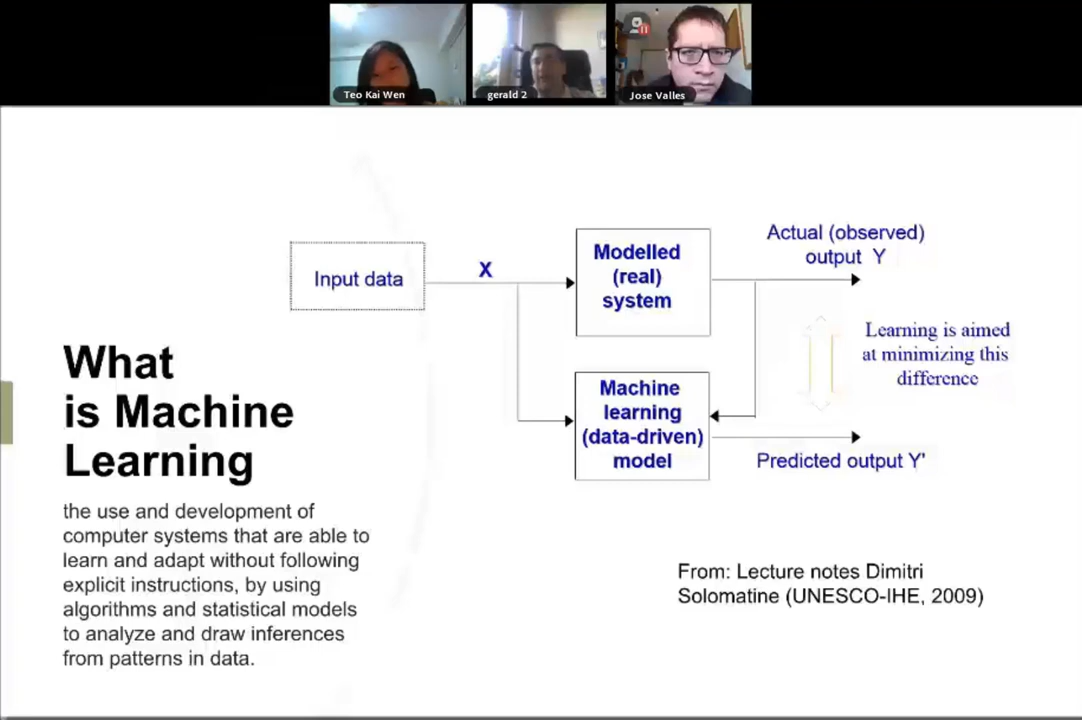 Teo Kai Wen
gerald 2
Jose Valles
Input data
X
Modelled
(real)
system
Actual (observed)
output Y
Learning is aimed
at minimizing this
difference
Machine
learning
(data-driven)
model
Predicted output Y'
What
is Machine
Learning
the use and development of
computer systems that are able to
learn and adapt without following
explicit instructions, by using
algorithms and statistical models
to analyze and draw inferences
from patterns in data.
From: Lecture notes Dimitri
Solomatine (UNESCO-IHE, 2009)